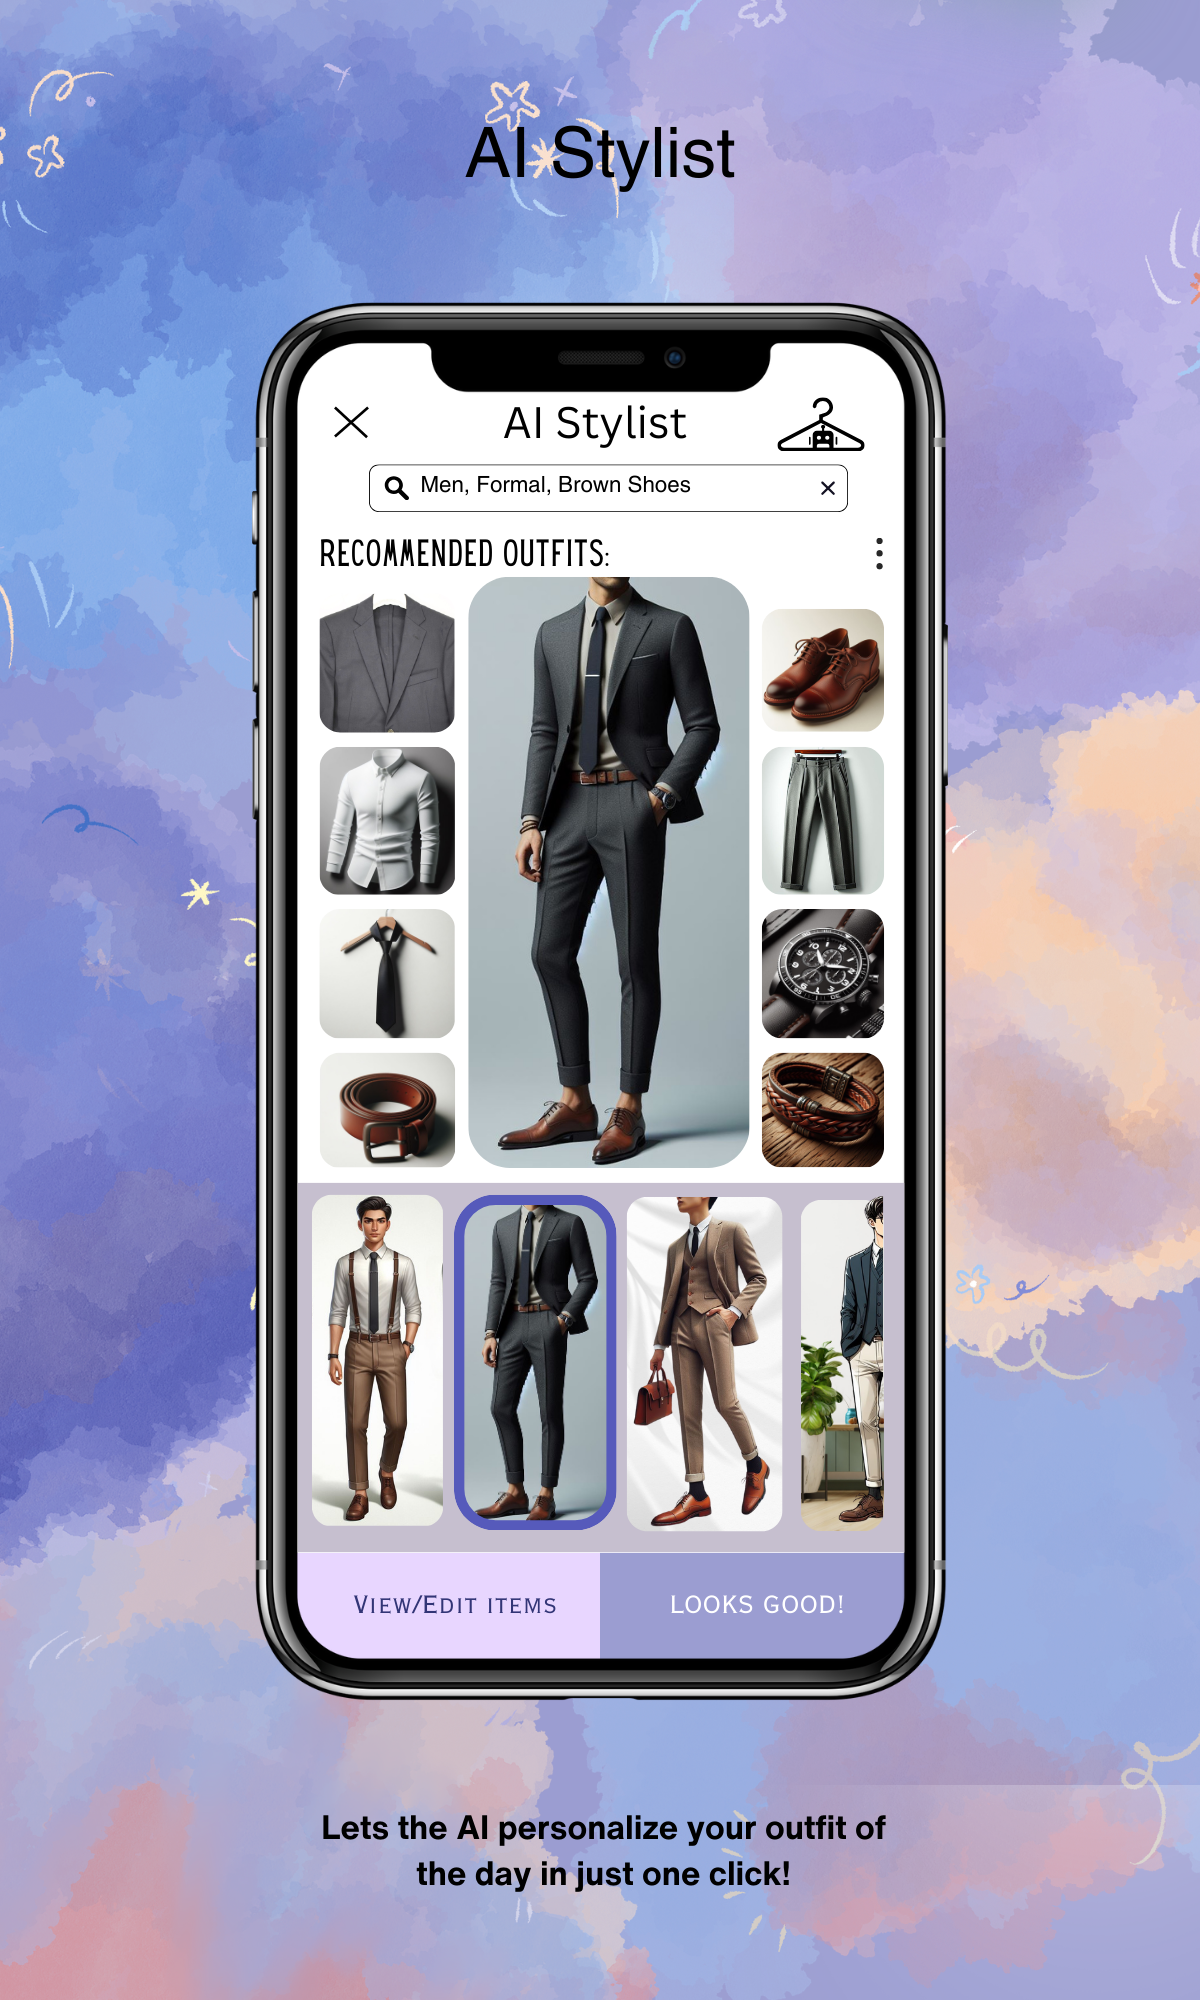 AI Stylist
AI Stylist
Men, Formal, Brown Shoes
RECOMMENDED OUTFITS:
VIEW/EDIT ITEMS
LOOKS GOOD!
Lets the AI personalize your outfit of
the day in just one click!